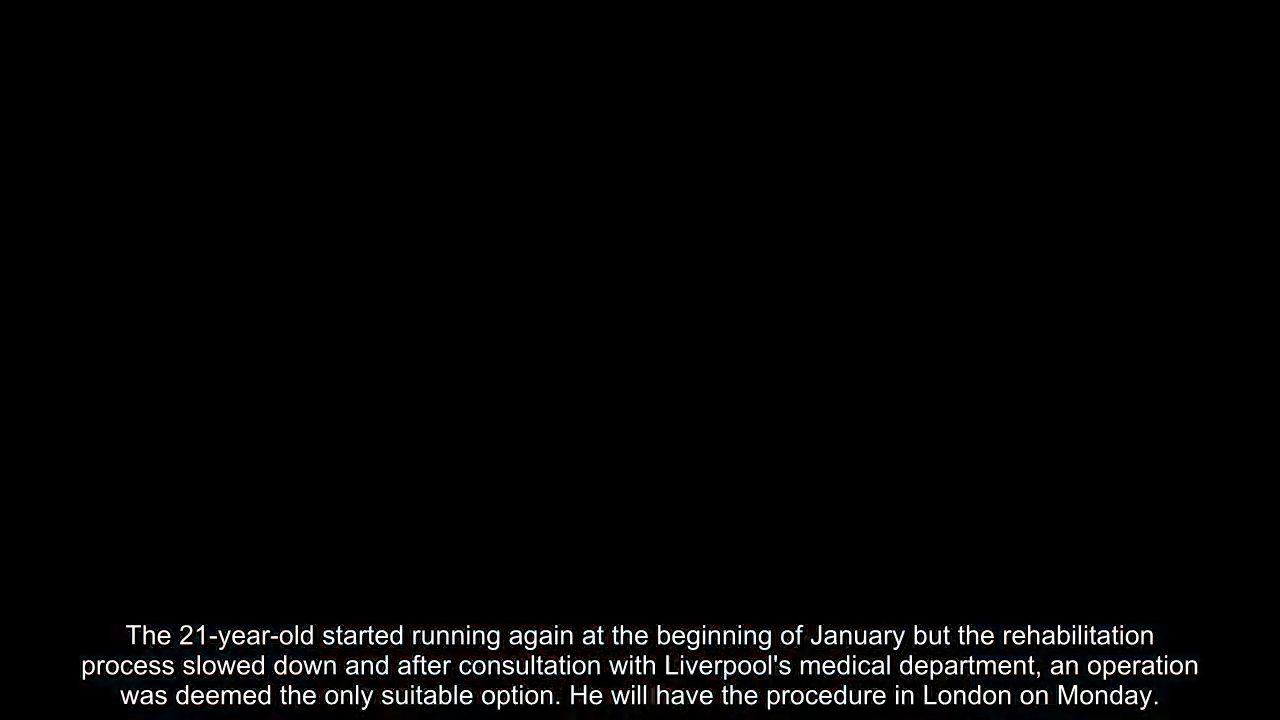 The 21-year-old started running again at the beginning of January but the rehabilitation
process slowed down and after consultation with Liverpool's medical department, an operation
was deemed the only suitable option. He will have the procedure in London on Monday.